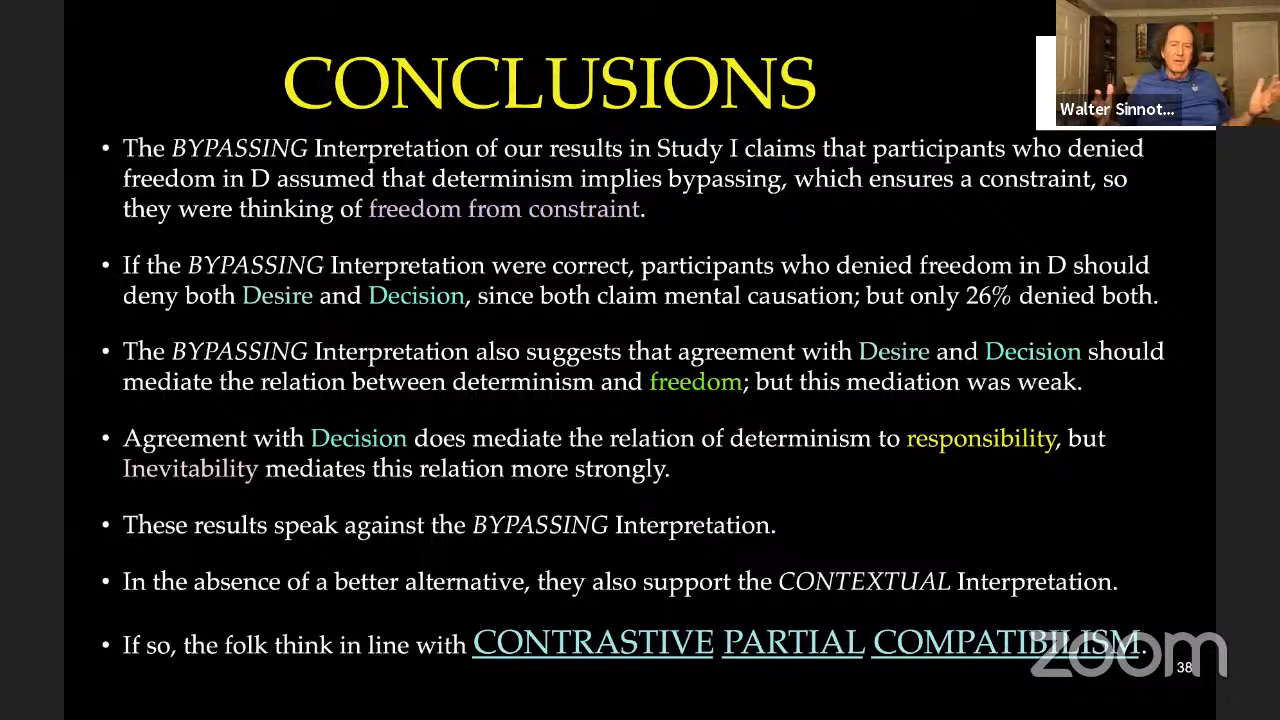 CONCLUSIONS
Walter Sinnot...
• The BYPASSING Interpretation of our results in Study I claims that participants who denied
freedom in D assumed that determinism implies bypassing, which ensures a constraint, so
they were thinking of freedom from constraint.
• If the BYPASSING Interpretation were correct, participants who denied freedom in D should
deny both Desire and Decision, since both claim mental causation; but only 26% denied both.
• The BYPASSING Interpretation also suggests that agreement with Desire and Decision should
mediate the relation between determinism and freedom; but this mediation was weak.
• Agreement with Decision does mediate the relation of determinism to responsibility, but
Inevitability mediates this relation more strongly.
• These results speak against the BYPASSING Interpretation.
• In the absence of a better alternative, they also support the CONTEXTUAL Interpretation.
• If so, the folk think in line with CONTRASTIVE PARTIAL COMPATIBILISM.
zoom
38